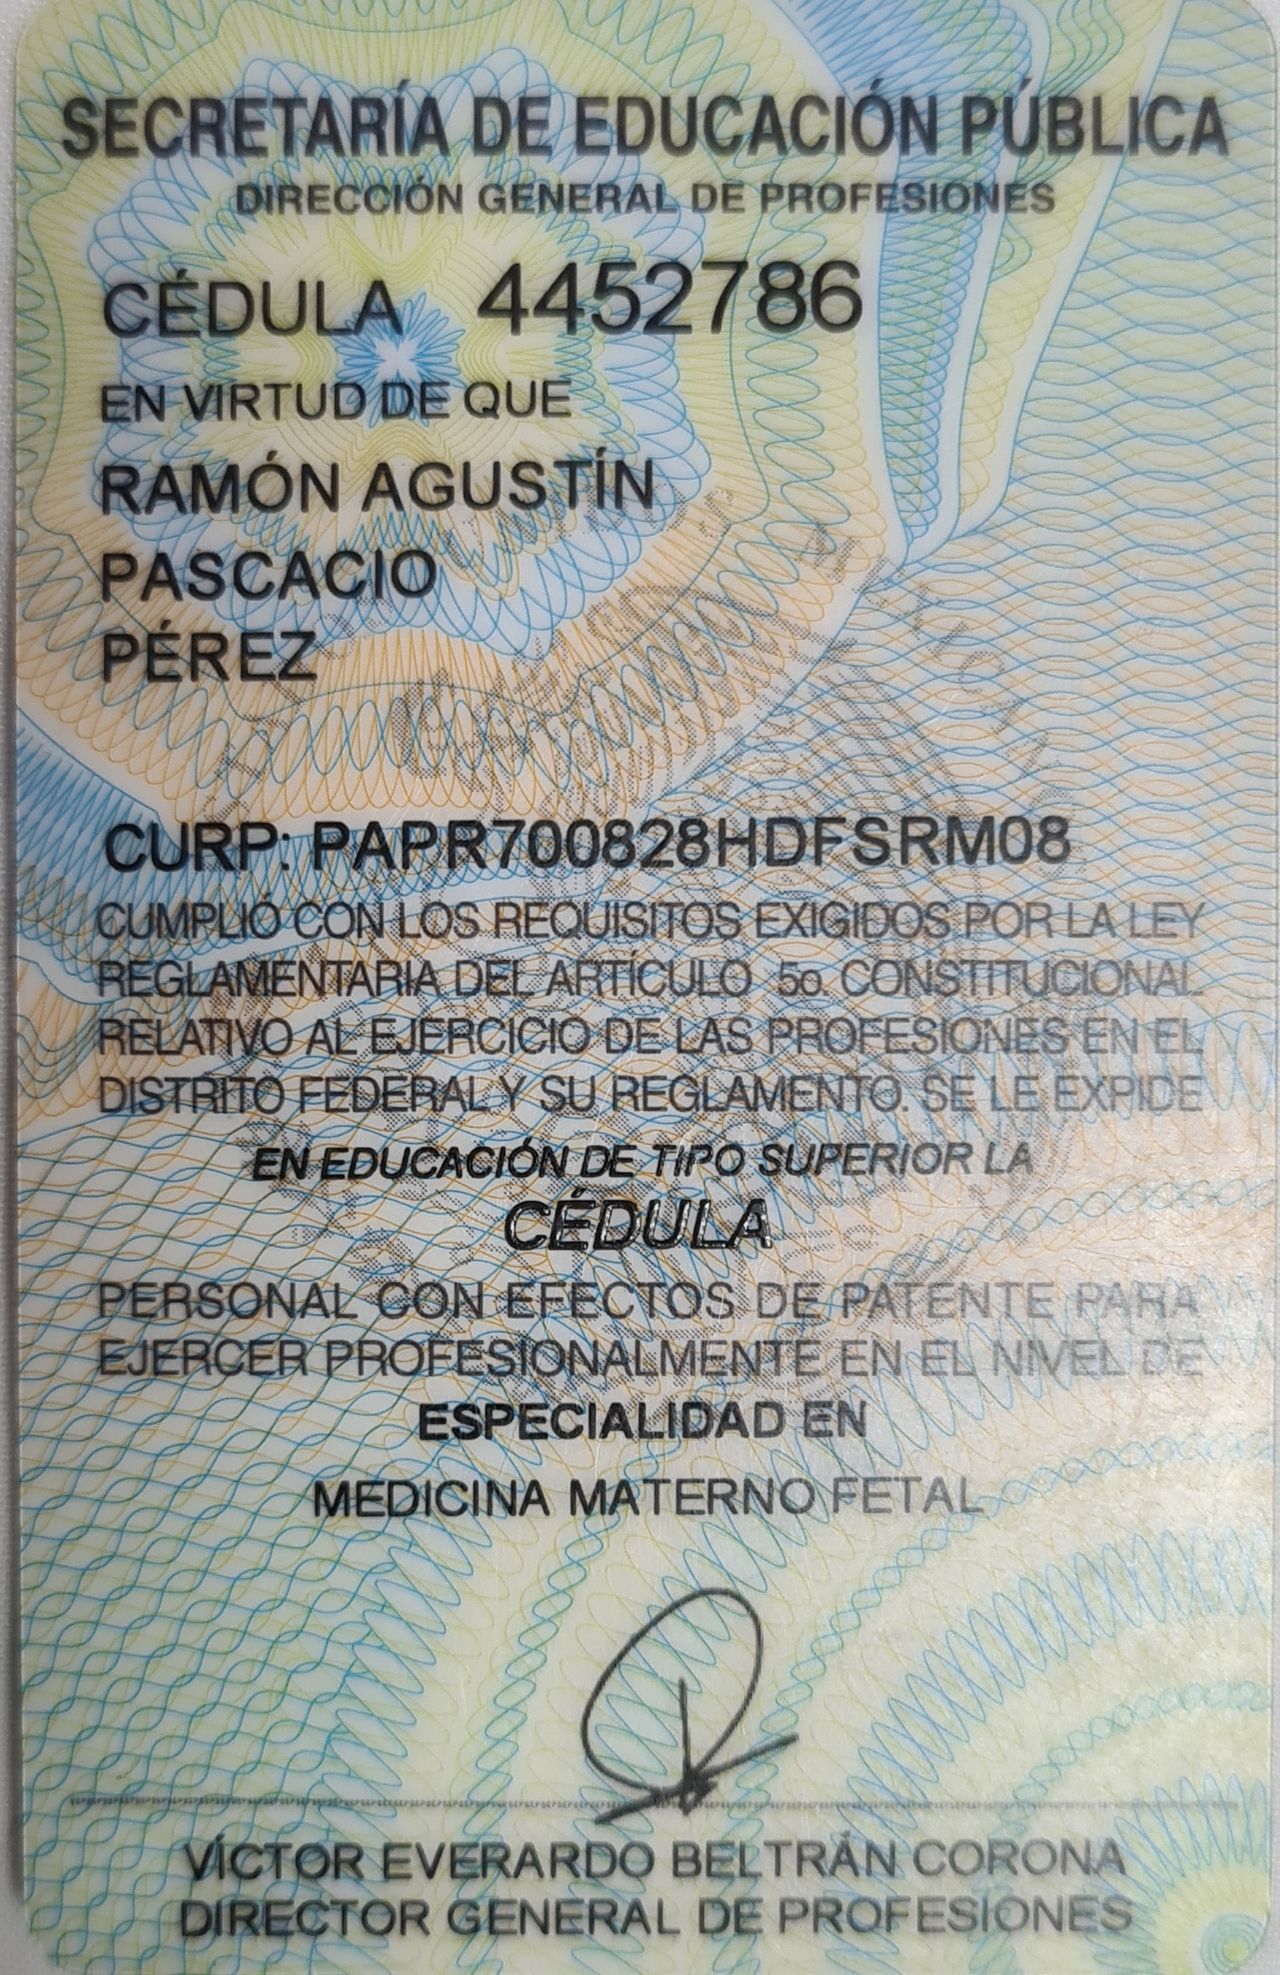 SECRETARÍA DE EDUCACIÓN PÚBLICA
DIRECCIÓN GENERAL DE PROFESIONES
CÉDULA 4452786
EN VIRTUD DE QUE
RAMÓN AGUSTÍN
PASCACIO
PÉREZ
CURP: PAPR700828HDFSRM08
CUMPLIÓ CON LOS REQUISITOS EXIGIDOS POR LA LEY
REGLAMENTARIA DEL ARTÍCULO 5o. CONSTITUCIONAL
RELATIVO AL EJERCICIO DE LAS PROFESIONES EN EL
DISTRITO FEDERAL Y SU REGLAMENTO. SE LE EXPIDE
EN EDUCACIÓN DE TIPO SUPERIOR LA
CÉDULA
PERSONAL CON EFECTOS DE PATENTE PARA
EJERCER PROFESIONALMENTE EN EL NIVEL DE
ESPECIALIDAD EN
MEDICINA MATERNO FETAL
VÍCTOR EVERARDO BELTRÁN CORONA
DIRECTOR GENERAL DE PROFESIONES